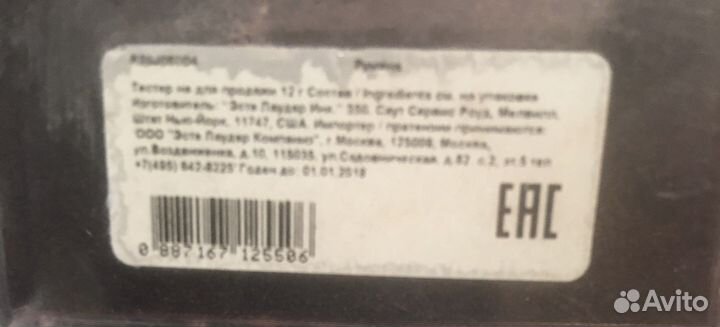 Тестер не для продажи 12 г Состав / Ingredients см. на упаковке
Изготовитель: "Эсте Лаудер Инк." 350, Саут Сервис Роуд, Мелвилл,
Штат Нью-Йорк, 11747, США. Импортер / претензии принимаются:
ООО "Эсте Лаудер Компаниз", г.Москва, 125009, Москва,
ул.Воздвиженка, д.10, 115035, ул.Садовническая, д.82, с.2, эт.5 тел
+7(495) 642-8225 Годен до: 01.01.2018
EAC
0 887167 125506
Avito